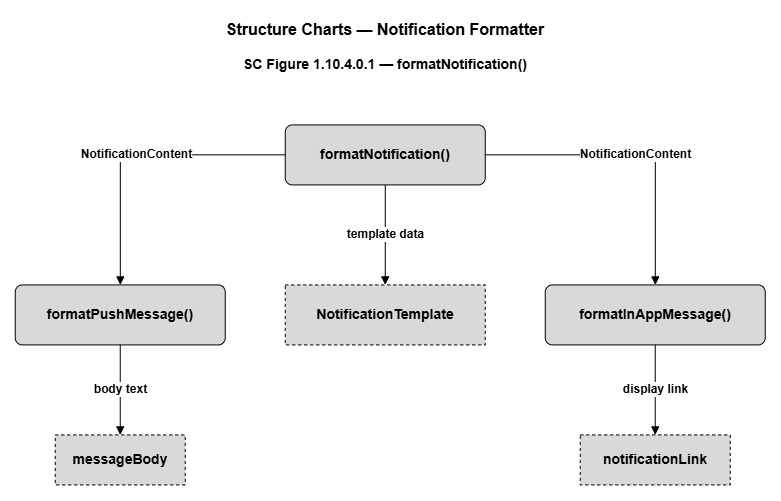 Structure Charts — Notification Formatter
SC Figure 1.10.4.0.1 — formatNotification()
NotificationContent
formatNotification()
NotificationContent
template data
formatPushMessage()
NotificationTemplate
formatInAppMessage()
body text
display link
messageBody
notificationLink